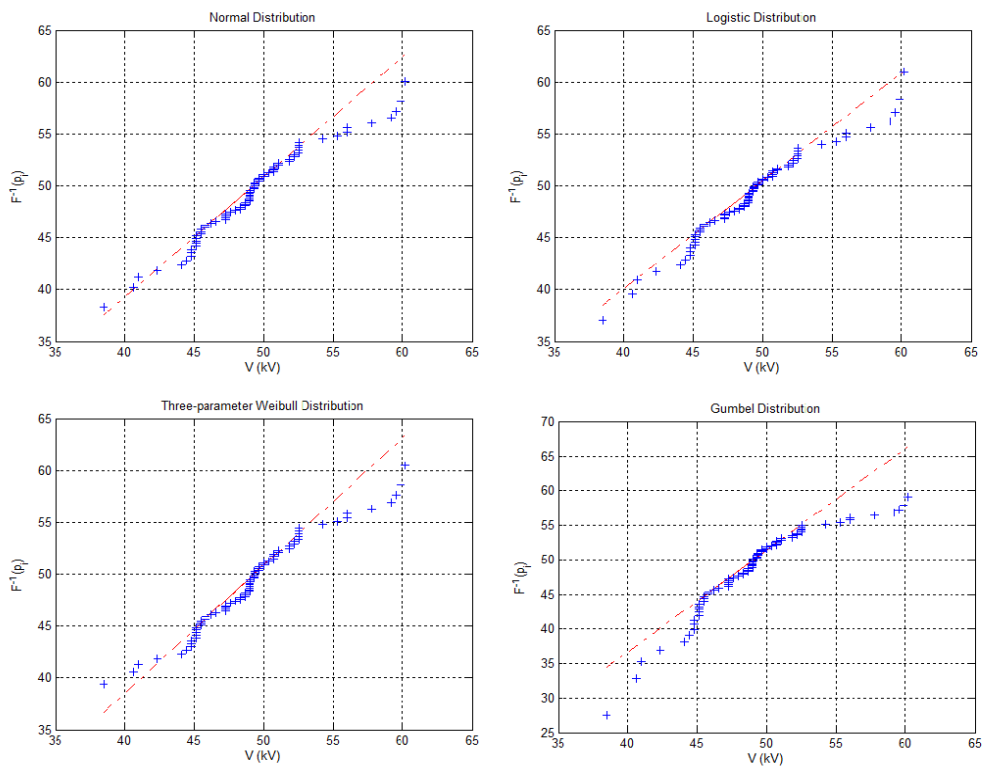 Normal Distribution
65
60
55
50
45
40
35
F⁻¹(pᵢ)
35 40 45 50 55 60 65
V (kV)
Logistic Distribution
65
60
55
50
45
40
35
F⁻¹(pᵢ)
35 40 45 50 55 60 65
V (kV)
Three-parameter Weibull Distribution
65
60
55
50
45
40
35
F⁻¹(pᵢ)
35 40 45 50 55 60 65
V (kV)
Gumbel Distribution
70
65
60
55
50
45
40
35
30
25
F⁻¹(pᵢ)
35 40 45 50 55 60 65
V (kV)